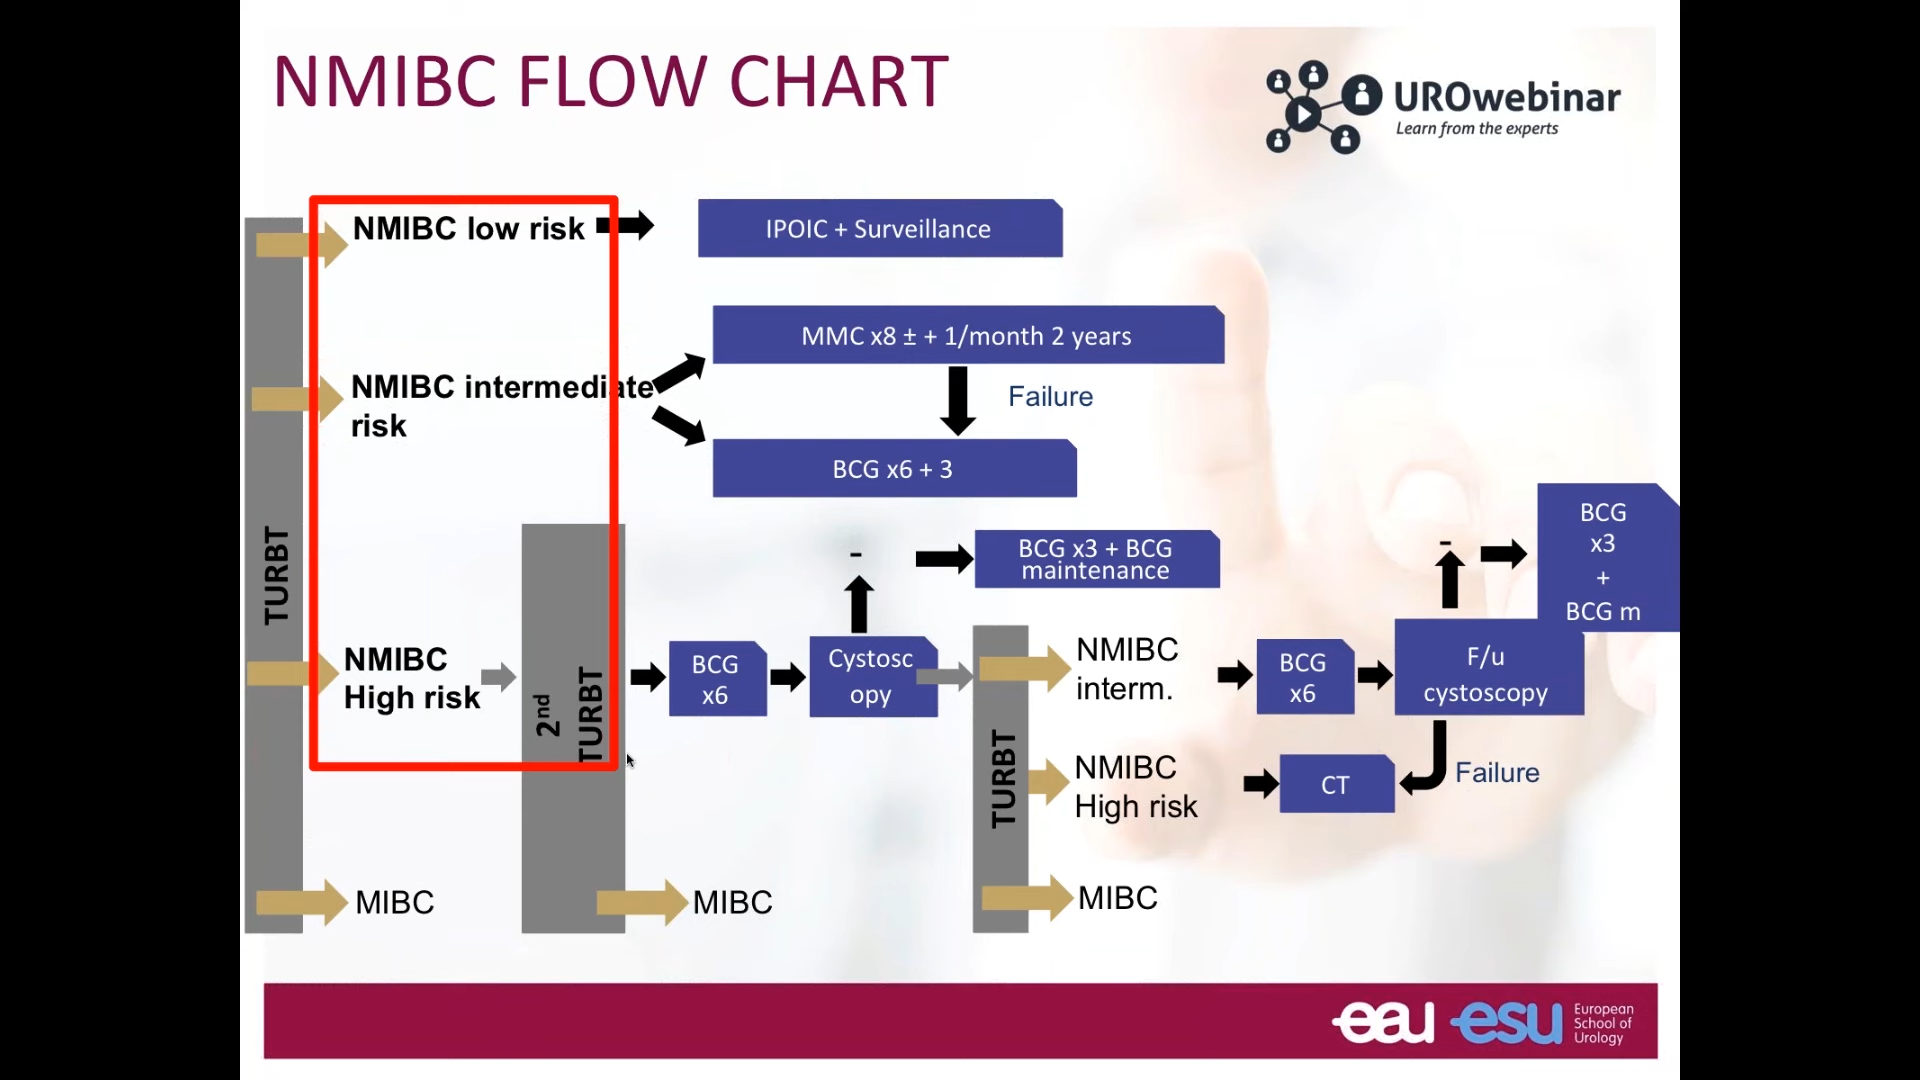 NMIBC FLOW CHART
UROwebinar
Learn from the experts
NMIBC low risk
IPOIC + Surveillance
MMC x8 ± + 1/month 2 years
NMIBC intermediate
risk
Failure
BCG x6 + 3
TURBT
NMIBC
High risk
2nd
TURBT
BCG
x6
Cystosc
opy
-
BCG x3 + BCG
maintenance
TURBT
NMIBC
interm.
BCG
x6
F/u
cystoscopy
-
BCG
x3
+
BCG m
NMIBC
High risk
CT
Failure
MIBC
MIBC
MIBC
eau esu
European
School of
Urology